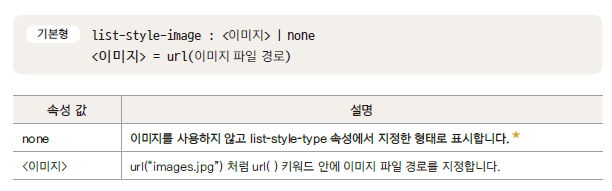 기본형
list-style-image : <이미지> | none
<이미지> = url(이미지 파일 경로)
속성 값 설명
none 이미지를 사용하지 않고 list-style-type 속성에서 지정한 형태로 표시합니다.★
<이미지> url(“images.jpg”) 처럼 url( ) 키워드 안에 이미지 파일 경로를 지정합니다.